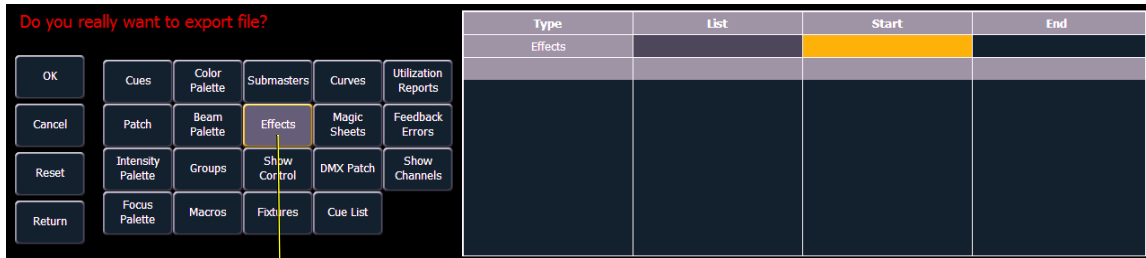 Do you really want to export file?
OK
Cancel
Reset
Return
Cues
Color
Palette
Submasters
Curves
Utilization
Reports
Patch
Beam
Palette
Effects
Magic
Sheets
Feedback
Errors
Intensity
Palette
Groups
Show
Control
DMX Patch
Show
Channels
Focus
Palette
Macros
Fixtures
Cue List
Type List Start End
Effects